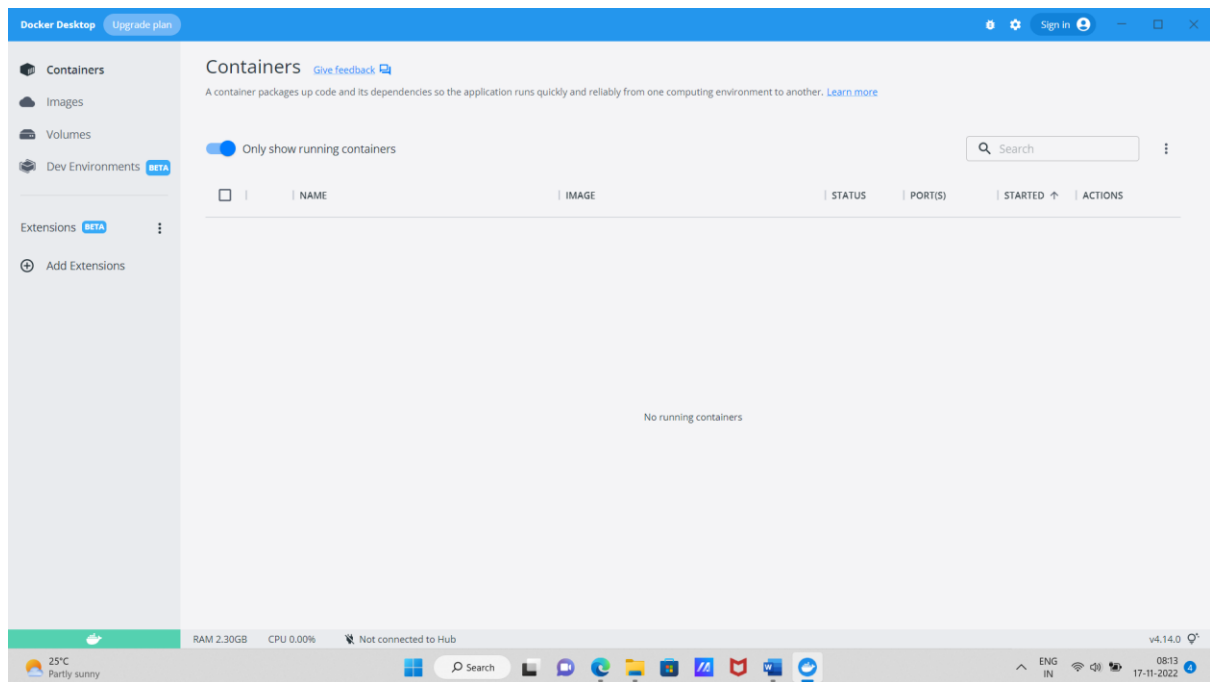 Docker Desktop Upgrade plan Sign in
Containers
Images
Volumes
Dev Environments BETA
Extensions BETA
Add Extensions
Containers Give feedback
A container packages up code and its dependencies so the application runs quickly and reliably from one computing environment to another. Learn more
Only show running containers Search
NAME IMAGE STATUS PORT(S) STARTED ACTIONS
No running containers
RAM 2.30GB CPU 0.00% Not connected to Hub v4.14.0
25°C
Partly sunny
Search
ENG
IN
08:13
17-11-2022
4